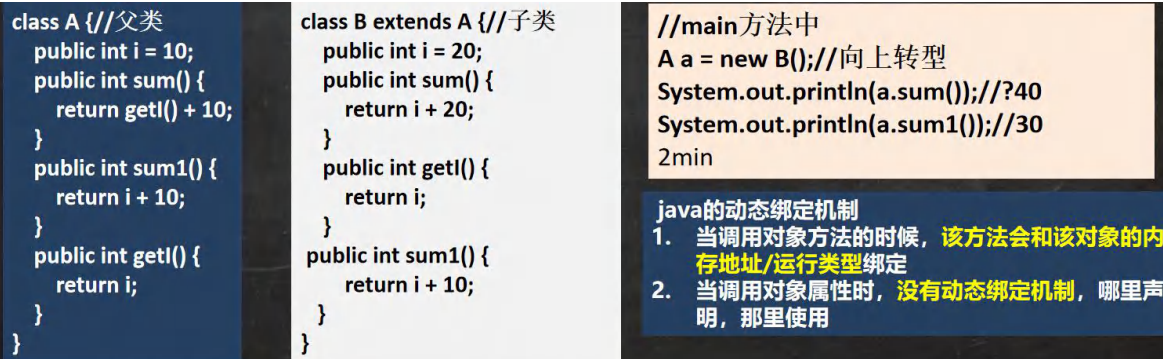 class A {//父类
public int i = 10;
public int sum() {
return getI() + 10;
}
public int sum1() {
return i + 10;
}
public int getI() {
return i;
}
}
class B extends A {//子类
public int i = 20;
public int sum() {
return i + 20;
}
public int getI() {
return i;
}
public int sum1() {
return i + 10;
}
}
//main方法中
A a = new B();//向上转型
System.out.println(a.sum());//?40
System.out.println(a.sum1());//30
2min
java的动态绑定机制
1. 当调用对象方法的时候，该方法会和该对象的内
存地址/运行类型绑定
2. 当调用对象属性时，没有动态绑定机制，哪里声
明，那里使用